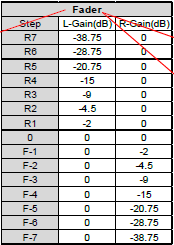 Fader
Step L-Gain(dB) R-Gain(dB)
R7 -38.75 0
R6 -28.75 0
R5 -20.75 0
R4 -15 0
R3 -9 0
R2 -4.5 0
R1 -2 0
0 0 0
F-1 0 -2
F-2 0 -4.5
F-3 0 -9
F-4 0 -15
F-5 0 -20.75
F-6 0 -28.75
F-7 0 -38.75